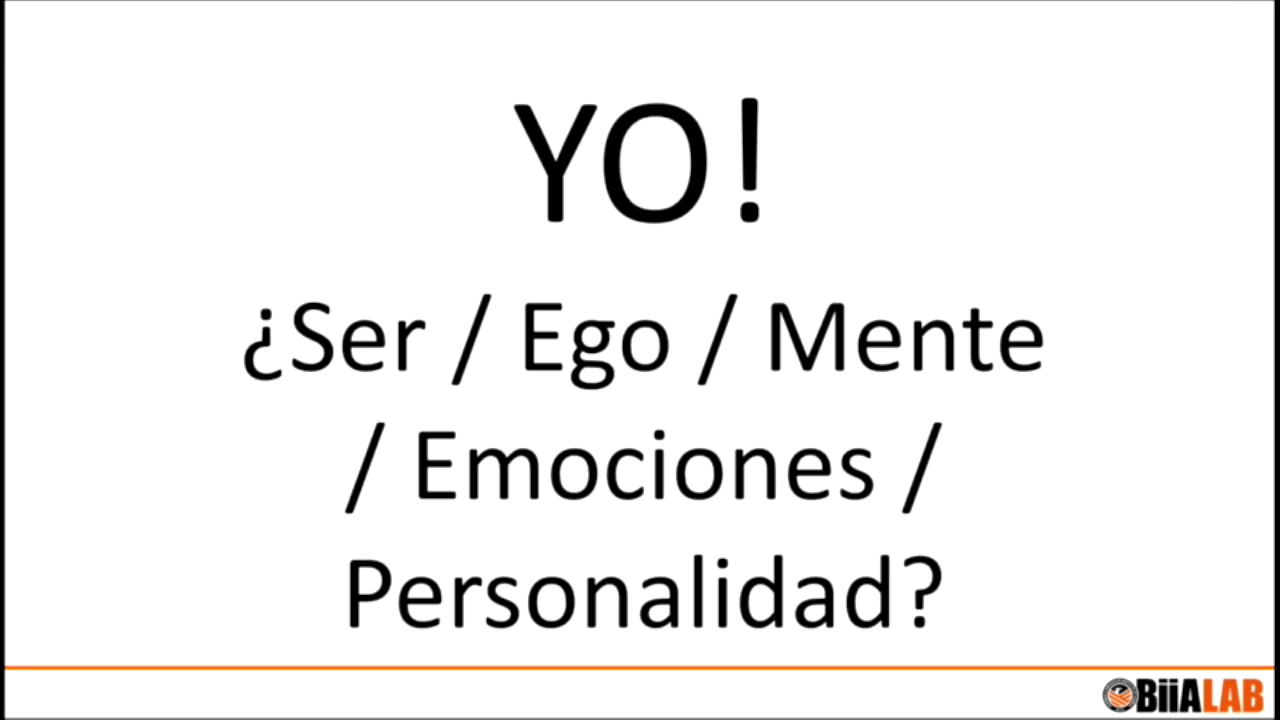 YO!
¿Ser / Ego / Mente
/ Emociones /
Personalidad?
BiiALAB